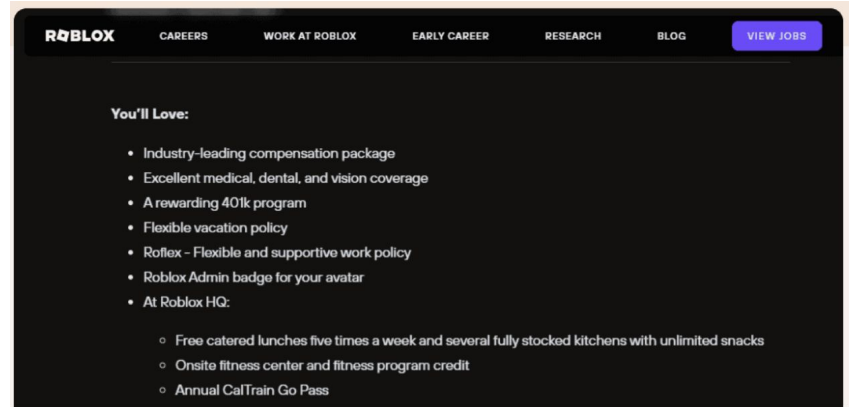 ROBLOX CAREERS WORK AT ROBLOX EARLY CAREER RESEARCH BLOG VIEW JOBS
You'll Love:
• Industry-leading compensation package
• Excellent medical, dental, and vision coverage
• A rewarding 401k program
• Flexible vacation policy
• Roflex - Flexible and supportive work policy
• Roblox Admin badge for your avatar
• At Roblox HQ:
◦ Free catered lunches five times a week and several fully stocked kitchens with unlimited snacks
◦ Onsite fitness center and fitness program credit
◦ Annual CalTrain Go Pass